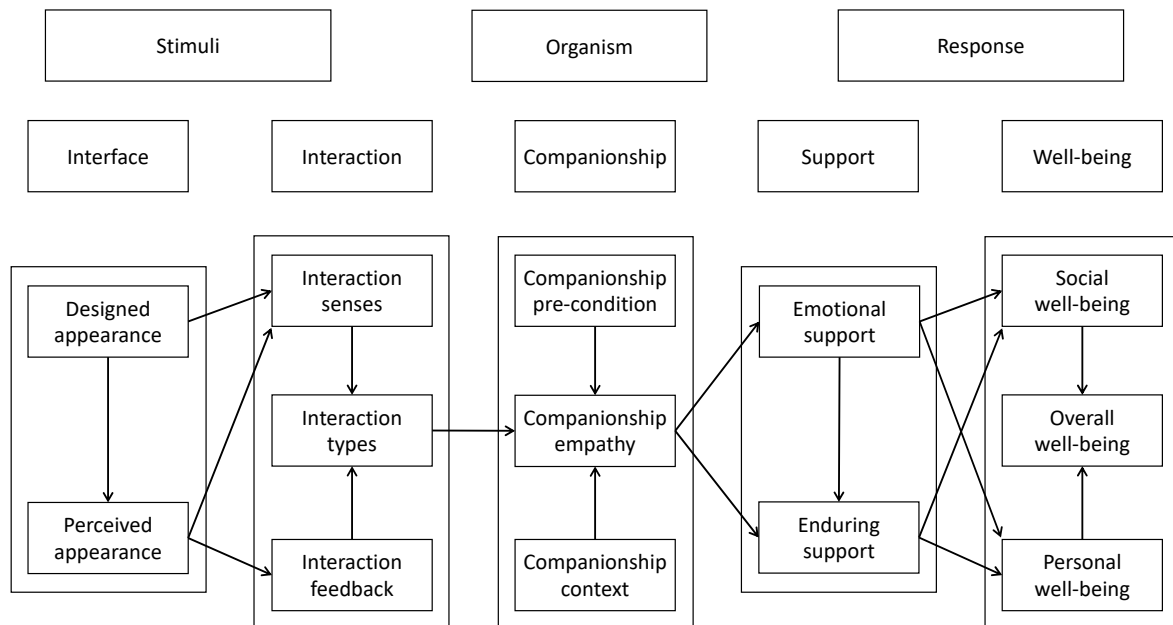 Stimuli
Organism
Response
Interface
Interaction
Companionship
Support
Well-being
Designed
appearance
Perceived
appearance
Interaction
senses
Interaction
types
Interaction
feedback
Companionship
pre-condition
Companionship
empathy
Companionship
context
Emotional
support
Enduring
support
Social
well-being
Overall
well-being
Personal
well-being